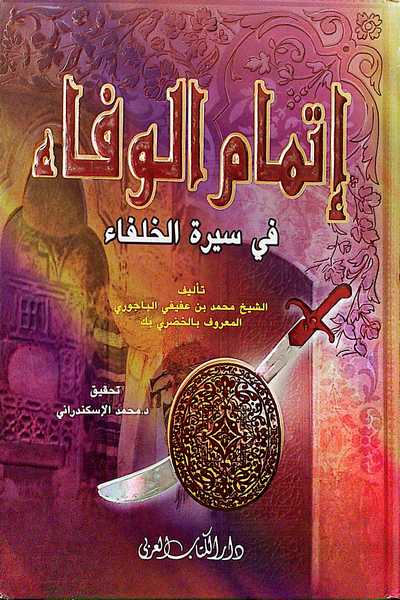 إتمام الوفاء
في سيرة الخلفاء
تأليف
الشيخ محمد بن عفيفي الباجوري
المعروف بالخضري بك
تحقيق
د.محمد الإسكندراني
دار الكتاب العربي